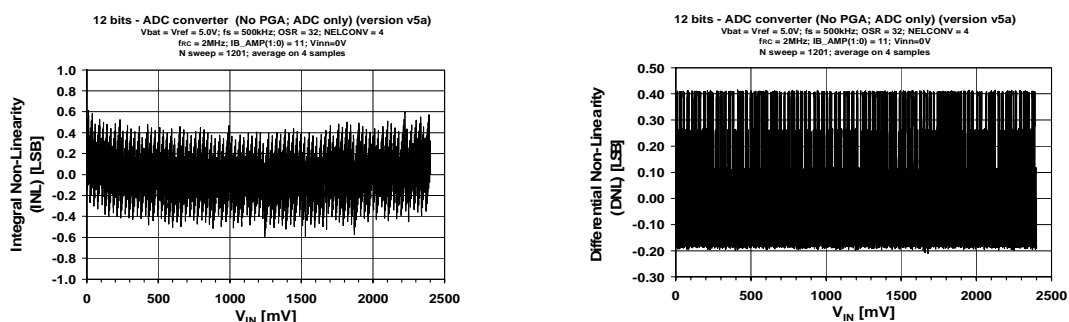 12 bits - ADC converter (No PGA; ADC only) (version v5a)
Vbat = Vref = 5.0V; fs = 500kHz; OSR = 32; NELCONV = 4
fRC = 2MHz; IB_AMP(1:0) = 11; Vinn=0V
N sweep = 1201; average on 4 samples
Integral Non-Linearity
(INL) [LSB]
1.0
0.8
0.6
0.4
0.2
0.0
-0.2
-0.4
-0.6
-0.8
-1.0
0 500 1000 1500 2000 2500
VIN [mV]
12 bits - ADC converter (No PGA; ADC only) (version v5a)
Vbat = Vref = 5.0V; fs = 500kHz; OSR = 32; NELCONV = 4
fRC = 2MHz; IB_AMP(1:0) = 11; Vinn=0V
N sweep = 1201; average on 4 samples
Differential Non-Linearity
(DNL) [LSB]
0.50
0.40
0.30
0.20
0.10
0.00
-0.10
-0.20
-0.30
0 500 1000 1500 2000 2500
VIN [mV]